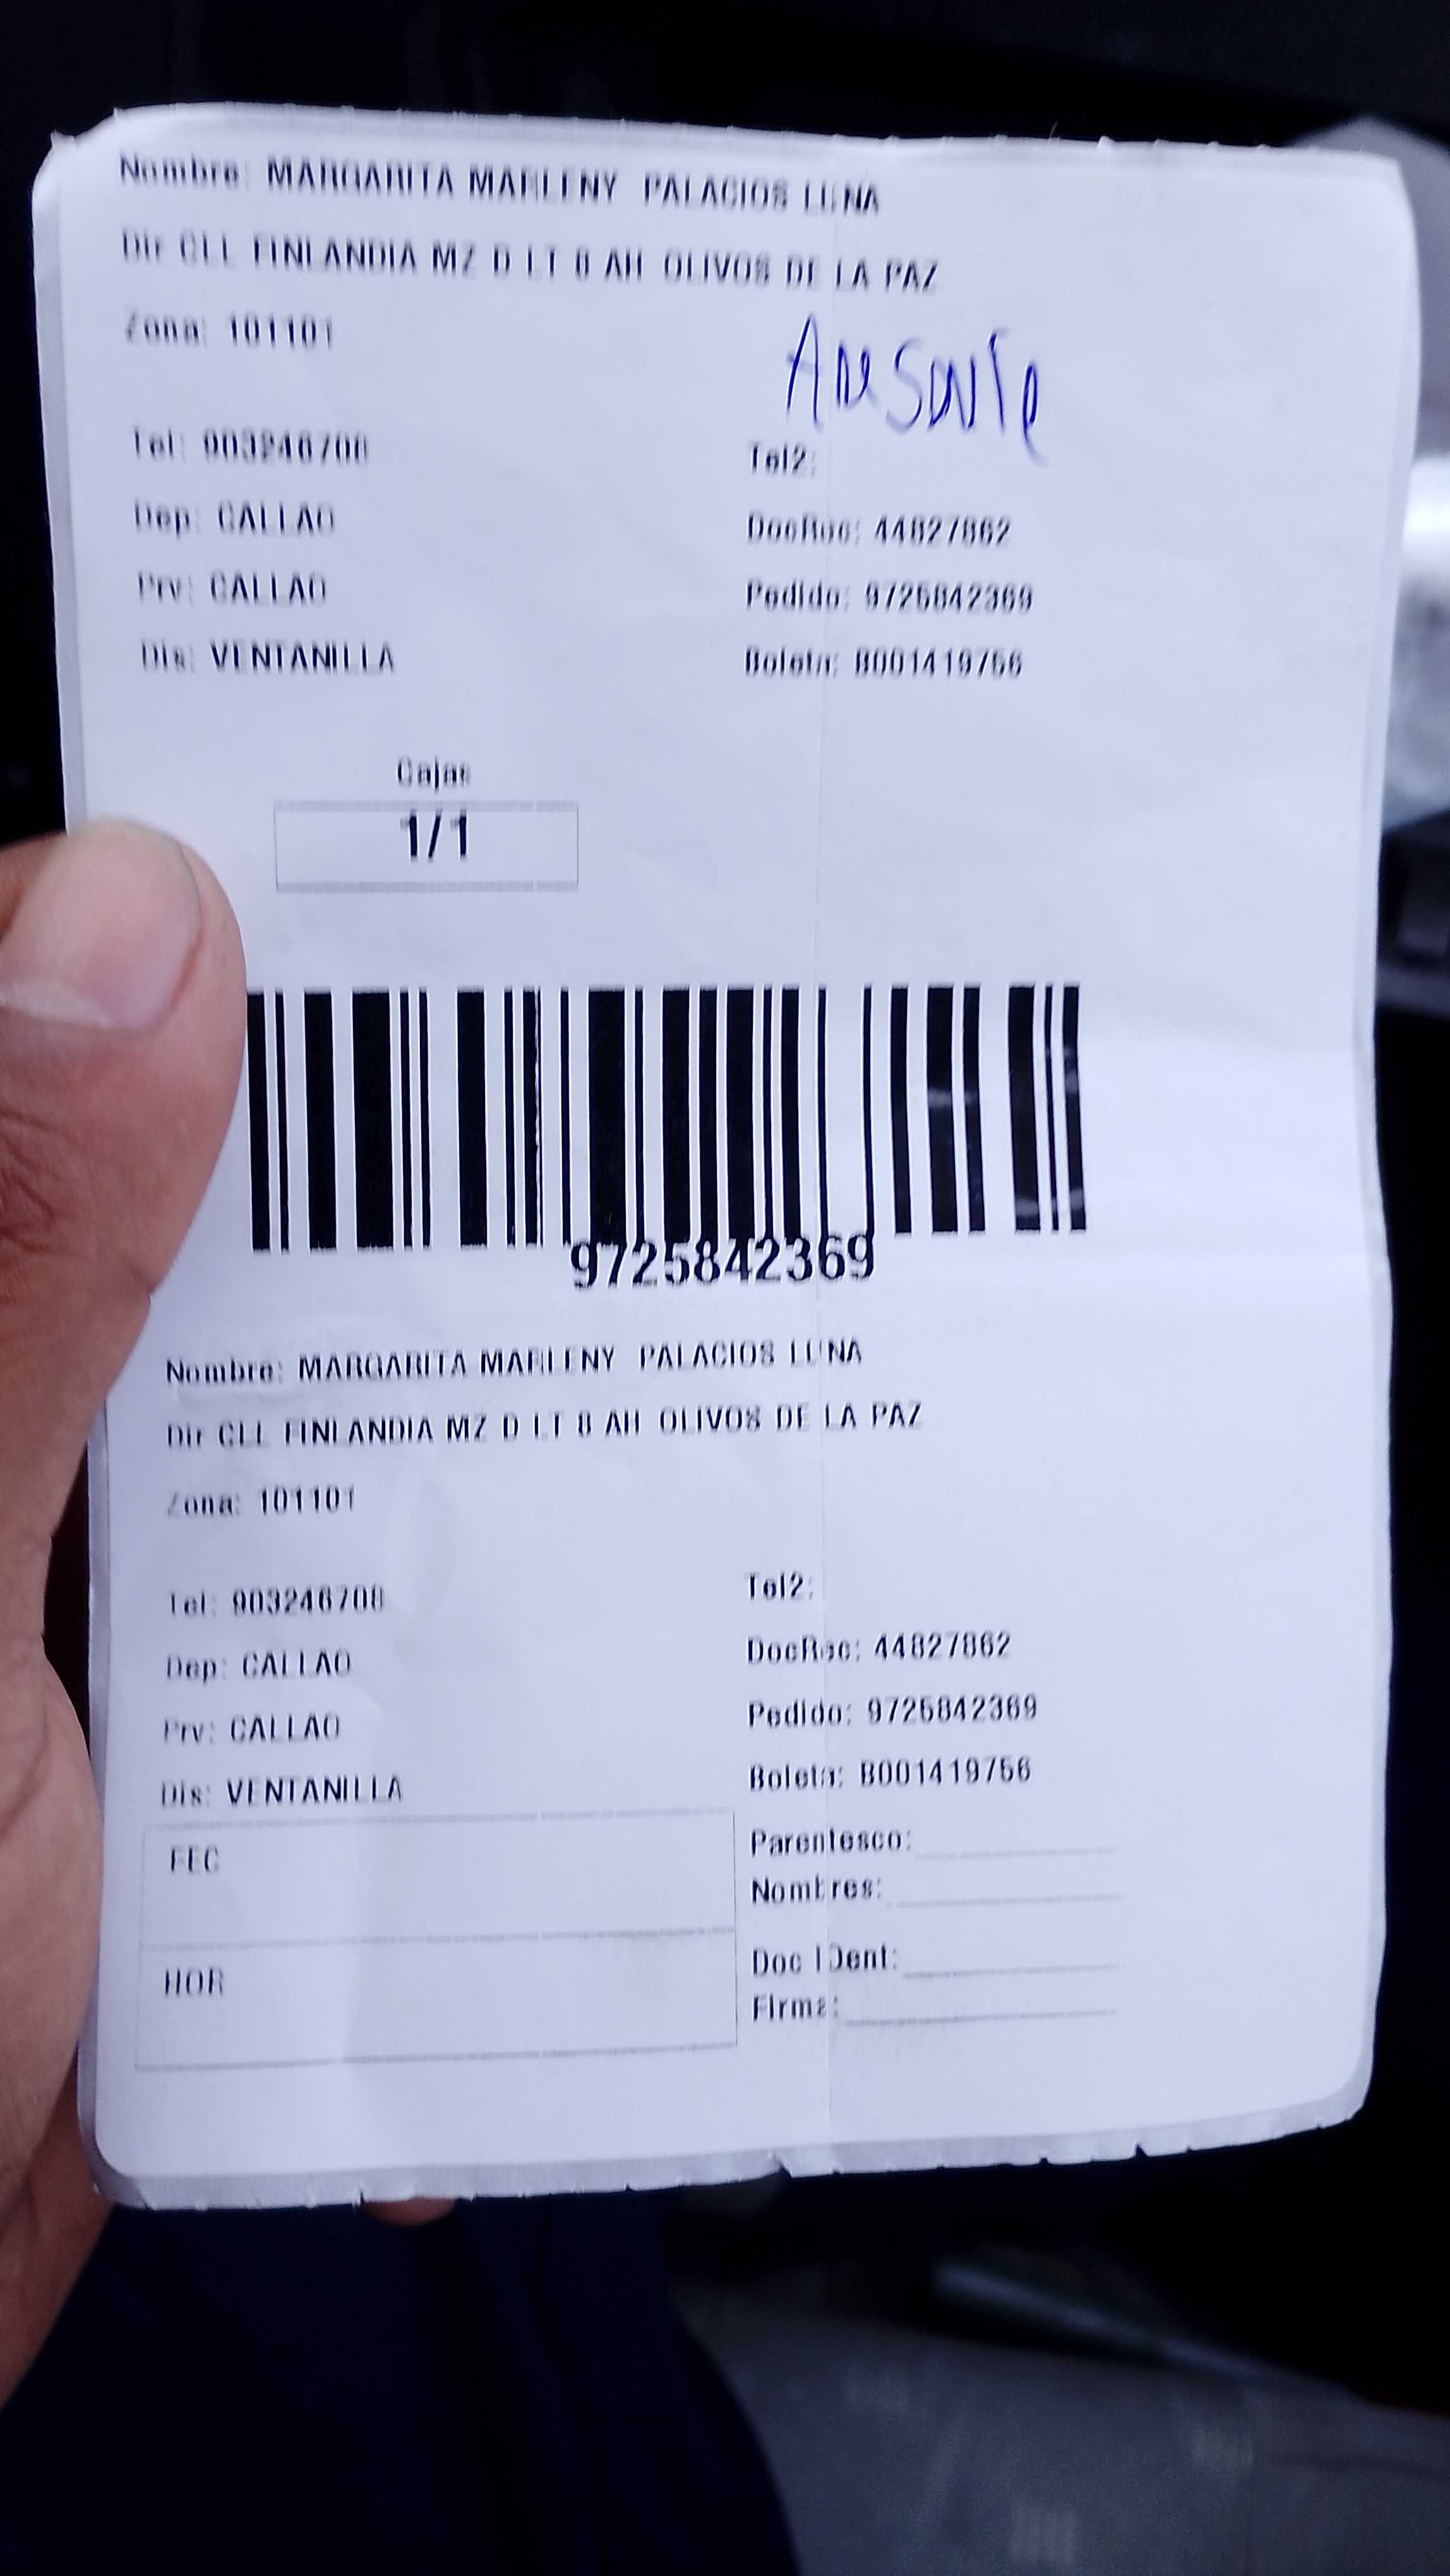 Nombre: MARGARITA MARLENY PALACIOS LUNA
Dir CLL FINLANDIA MZ D LT 8 AH OLIVOS DE LA PAZ
Zona: 101101
Tel: 903246708
Tel2:
Dep: CALLAO
DocRec: 44827862
Prv: CALLAO
Pedido: 9725842369
Dis: VENTANILLA
Boleta: B001419756
Cajas
1/1
9725842369
Nombre: MARGARITA MARLENY PALACIOS LUNA
Dir CLL FINLANDIA MZ D LT 8 AH OLIVOS DE LA PAZ
Zona: 101101
Tel: 903246708
Tel2:
Dep: CALLAO
DocRec: 44827862
Prv: CALLAO
Pedido: 9725842369
Dis: VENTANILLA
Boleta: B001419756
FEC
Parentesco:
Nombres:
HOR
Doc IDent:
Firma: